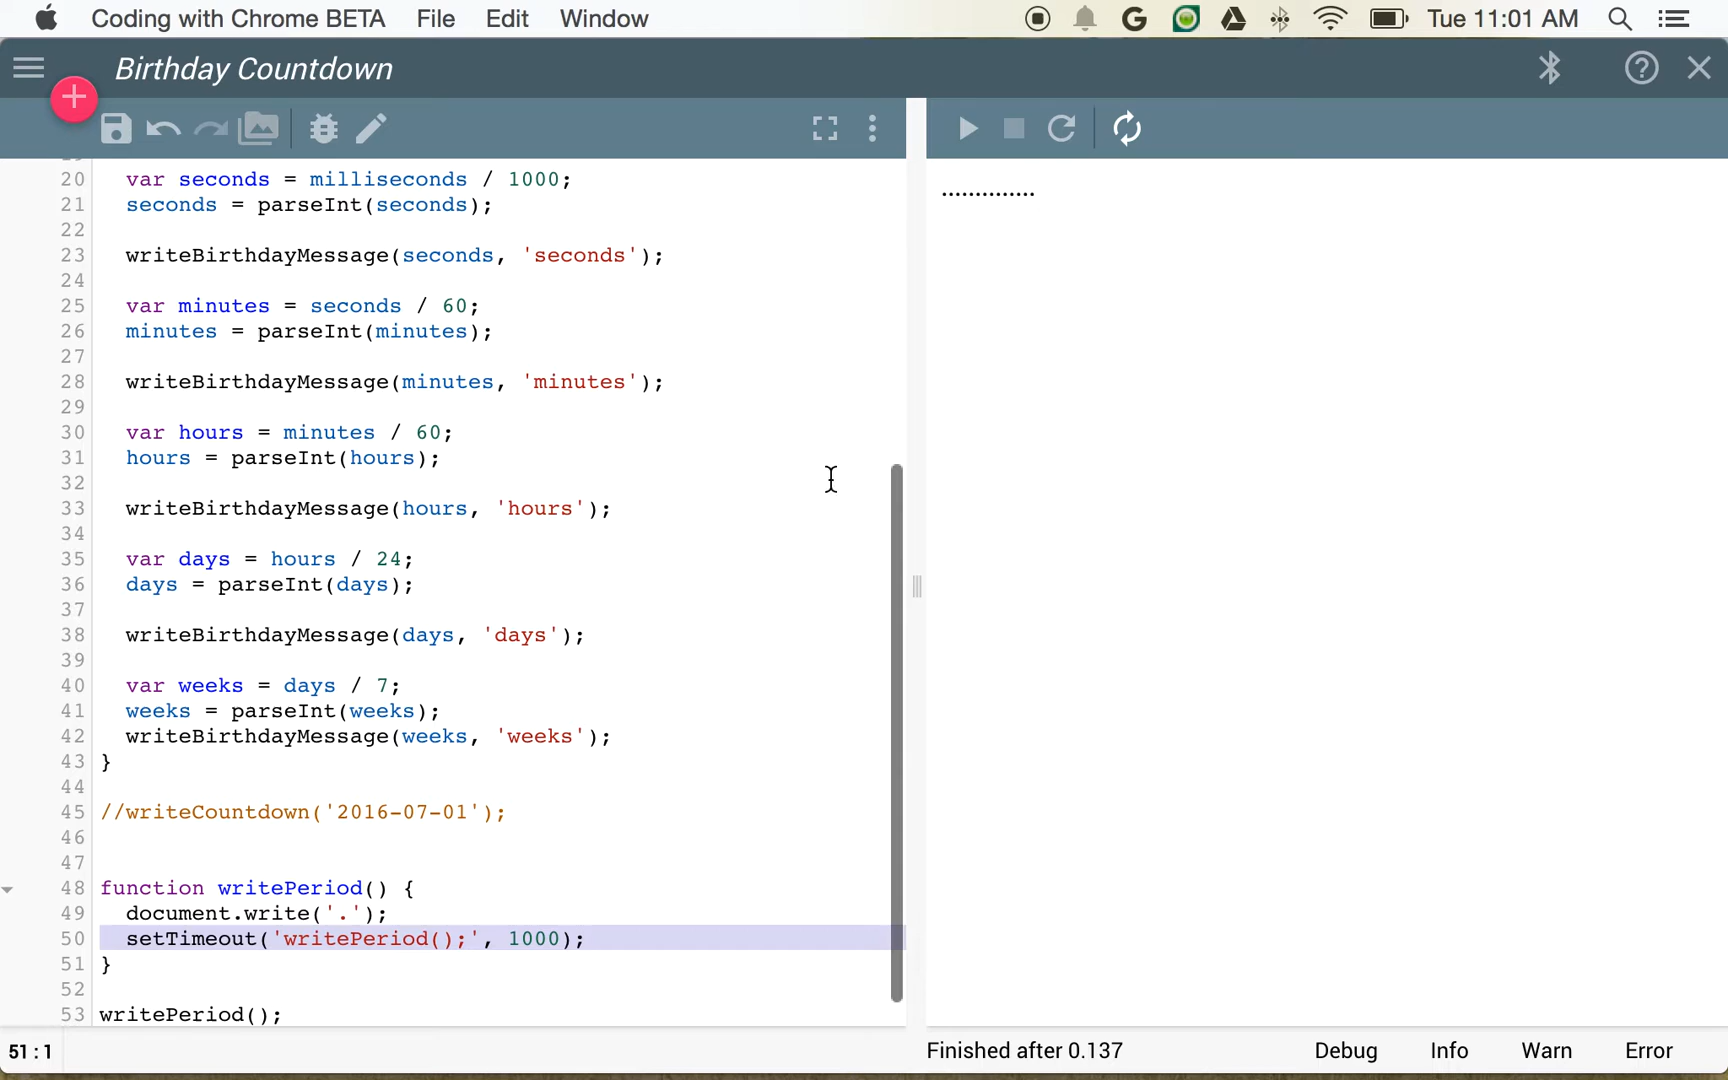 Coding with Chrome BETA File Edit Window Tue 11:01 AM
Birthday Countdown
20 var seconds = milliseconds / 1000;
21 seconds = parseInt(seconds);
22
23 writeBirthdayMessage(seconds, 'seconds');
24
25 var minutes = seconds / 60;
26 minutes = parseInt(minutes);
27
28 writeBirthdayMessage(minutes, 'minutes');
29
30 var hours = minutes / 60;
31 hours = parseInt(hours);
32
33 writeBirthdayMessage(hours, 'hours');
34
35 var days = hours / 24;
36 days = parseInt(days);
37
38 writeBirthdayMessage(days, 'days');
39
40 var weeks = days / 7;
41 weeks = parseInt(weeks);
42 writeBirthdayMessage(weeks, 'weeks');
43 }
44
45 //writeCountdown('2016-07-01');
46
47
48 function writePeriod() {
49 document.write('.');
50 setTimeout('writePeriod();', 1000);
51 }
52
53 writePeriod();
..............
51 : 1 Finished after 0.137 Debug Info Warn Error